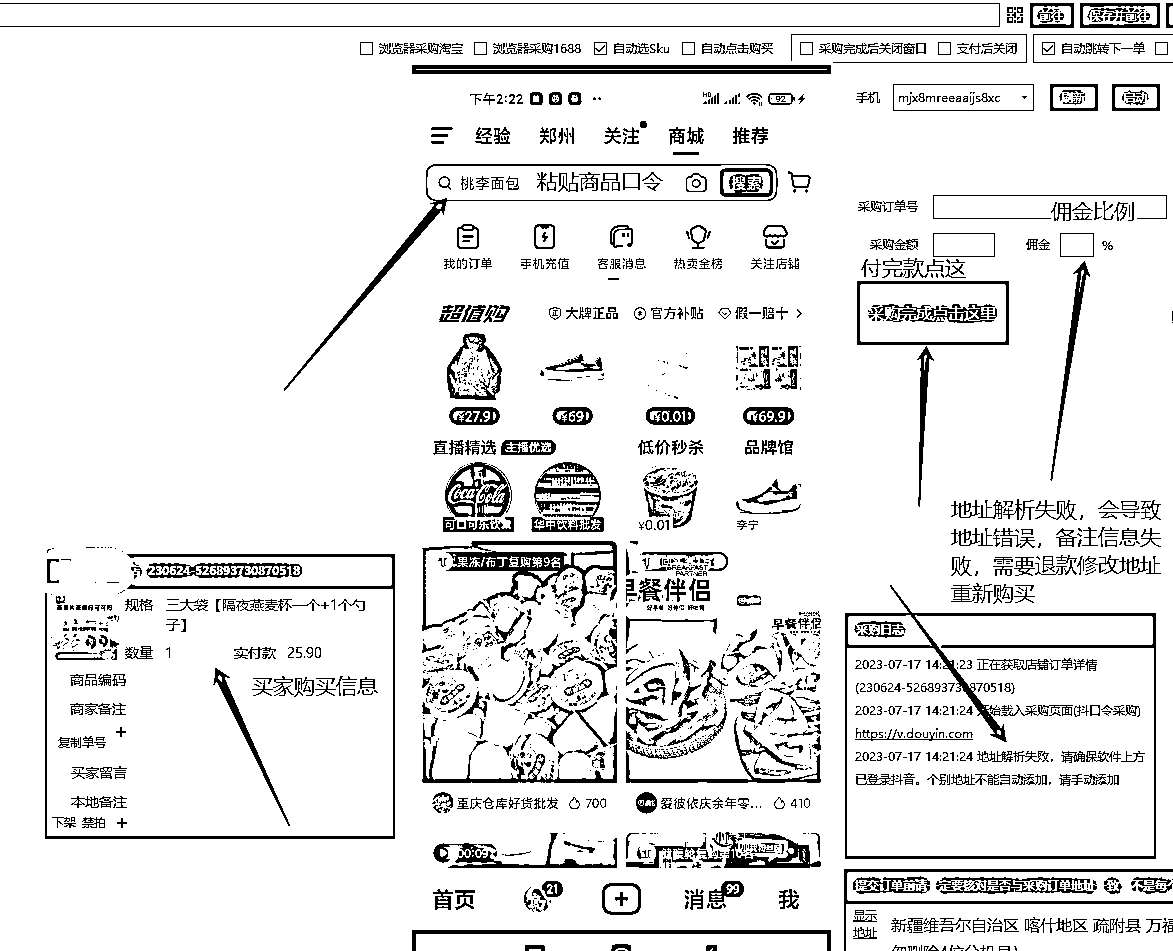 前往 保存并前往
浏览器采购淘宝 浏览器采购1688 自动选Sku 自动点击购买 采购完成后关闭窗口 支付后关闭 自动跳转下一单
下午2:22 HD 92
手机 mjx8mreeaaijs8xc 刷新 启动
经验 郑州 关注 商城 推荐
桃李面包 粘贴商品口令 搜索
采购订单号 佣金比例
采购金额 佣金 %
我的订单 手机充值 客服消息 热卖金榜 关注店铺
付完款点这
采购完成点击这里
超值购 大牌正品 官方补贴 假一赔十
¥27.9 ¥69 ¥0.01 ¥69.9
直播精选 主播优选 低价秒杀 品牌馆
Coca Cola
可口可乐饮料 华中饮料批发 ¥0.01 李宁
地址解析失败，会导致
地址错误，备注信息失
败，需要退款修改地址
重新购买
果冻/布丁复购第9名
早餐伴侣
早餐伴侣
230624-526893730870518
规格 三大袋【隔夜燕麦杯一个+1个勺
子】
数量 1 实付款 25.90
买家购买信息
商品编码
商家备注
复制单号 +
买家留言
本地备注
下架 禁拍 +
采购日志
2023-07-17 14:21:23 正在获取店铺订单详情
(230624-526893730870518)
2023-07-17 14:21:24 开始载入采购页面(抖口令采购)
https://v.douyin.com
2023-07-17 14:21:24 地址解析失败，请确保软件上方
已登录抖音。个别地址不能自动添加，请手动添加
重庆仓库好货批发 700 爱彼依庆余年零... 410
00:09
首页 21 消息 99 我
提交订单前请一定要核对是否与采购订单地址一致
显示
地址
新疆维吾尔自治区 喀什地区 疏附县 万福